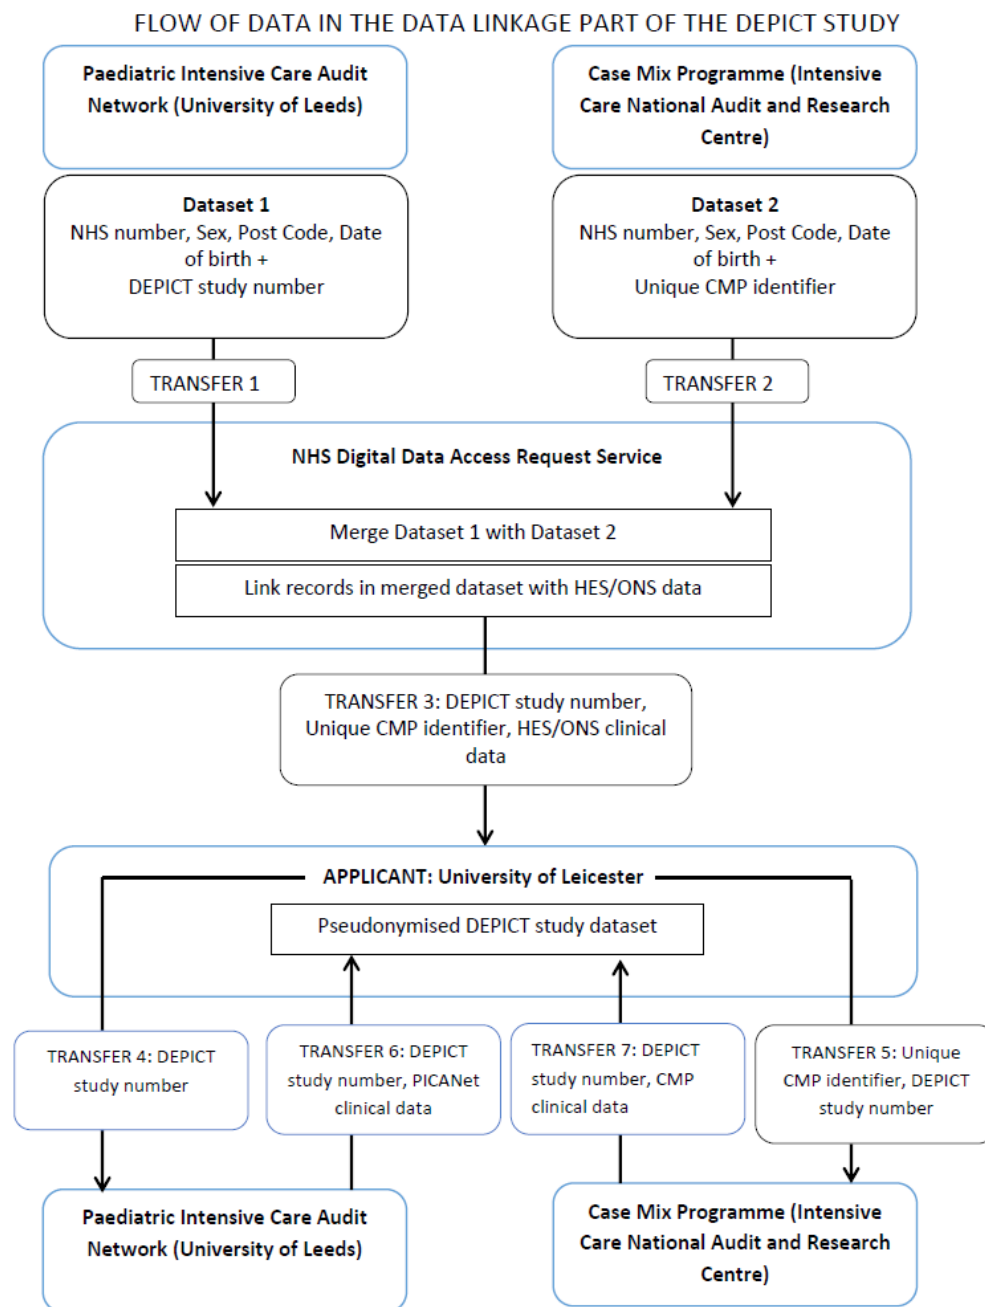 FLOW OF DATA IN THE DATA LINKAGE PART OF THE DEPICT STUDY
Paediatric Intensive Care Audit
Network (University of Leeds)
Case Mix Programme (Intensive
Care National Audit and Research
Centre)
Dataset 1
NHS number, Sex, Post Code, Date
of birth +
DEPICT study number
Dataset 2
NHS number, Sex, Post Code, Date
of birth +
Unique CMP identifier
TRANSFER 1
TRANSFER 2
NHS Digital Data Access Request Service
Merge Dataset 1 with Dataset 2
Link records in merged dataset with HES/ONS data
TRANSFER 3: DEPICT study number,
Unique CMP identifier, HES/ONS clinical
data
APPLICANT: University of Leicester
Pseudonymised DEPICT study dataset
TRANSFER 4: DEPICT
study number
TRANSFER 6: DEPICT
study number, PICANet
clinical data
TRANSFER 7: DEPICT
study number, CMP
clinical data
TRANSFER 5: Unique
CMP identifier, DEPICT
study number
Paediatric Intensive Care Audit
Network (University of Leeds)
Case Mix Programme (Intensive
Care National Audit and Research
Centre)